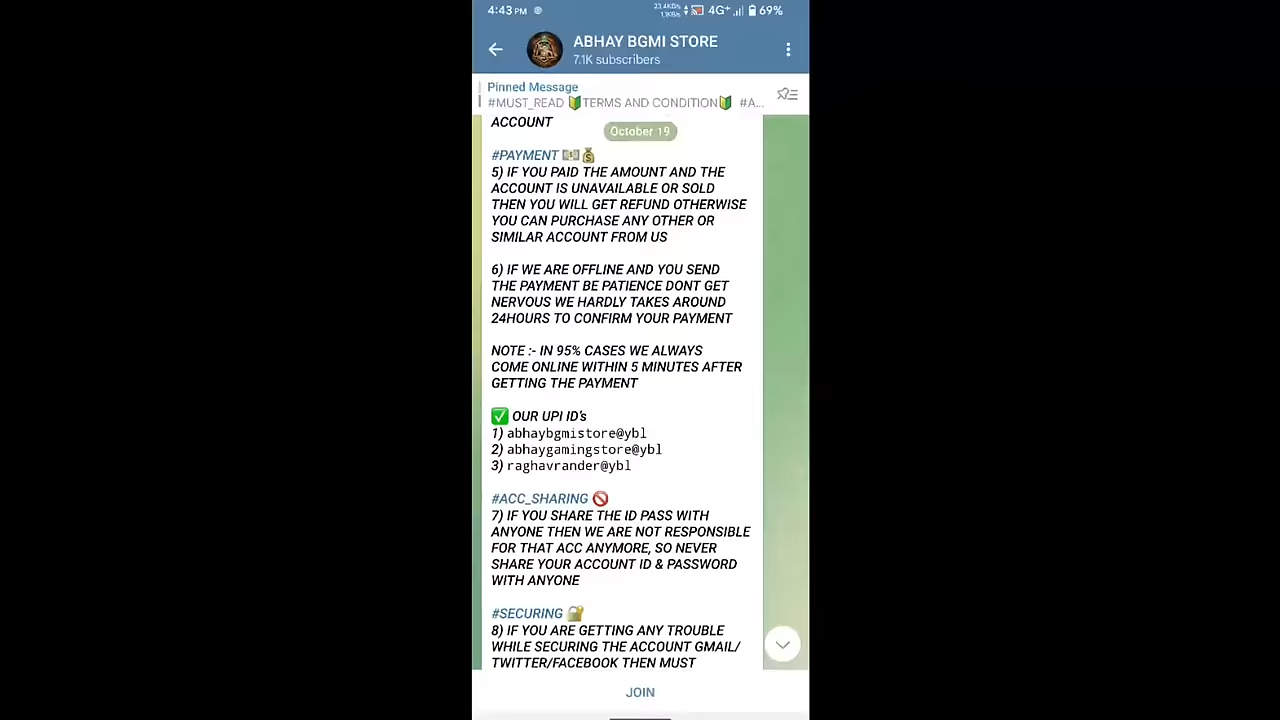 4:43 PM 23.4KB/s 4G+ 69%
1.1KB/s
ABHAY BGMI STORE
7.1K subscribers
Pinned Message
#MUST_READ 🔰TERMS AND CONDITION🔰 #A...
ACCOUNT
October 19
#PAYMENT 💵💰
5) IF YOU PAID THE AMOUNT AND THE
ACCOUNT IS UNAVAILABLE OR SOLD
THEN YOU WILL GET REFUND OTHERWISE
YOU CAN PURCHASE ANY OTHER OR
SIMILAR ACCOUNT FROM US
6) IF WE ARE OFFLINE AND YOU SEND
THE PAYMENT BE PATIENCE DONT GET
NERVOUS WE HARDLY TAKES AROUND
24HOURS TO CONFIRM YOUR PAYMENT
NOTE :- IN 95% CASES WE ALWAYS
COME ONLINE WITHIN 5 MINUTES AFTER
GETTING THE PAYMENT
✅ OUR UPI ID's
1) abhaybgmistore@ybl
2) abhaygamingstore@ybl
3) raghavrander@ybl
#ACC_SHARING 🚫
7) IF YOU SHARE THE ID PASS WITH
ANYONE THEN WE ARE NOT RESPONSIBLE
FOR THAT ACC ANYMORE, SO NEVER
SHARE YOUR ACCOUNT ID & PASSWORD
WITH ANYONE
#SECURING 🔐
8) IF YOU ARE GETTING ANY TROUBLE
WHILE SECURING THE ACCOUNT GMAIL/
TWITTER/FACEBOOK THEN MUST
JOIN